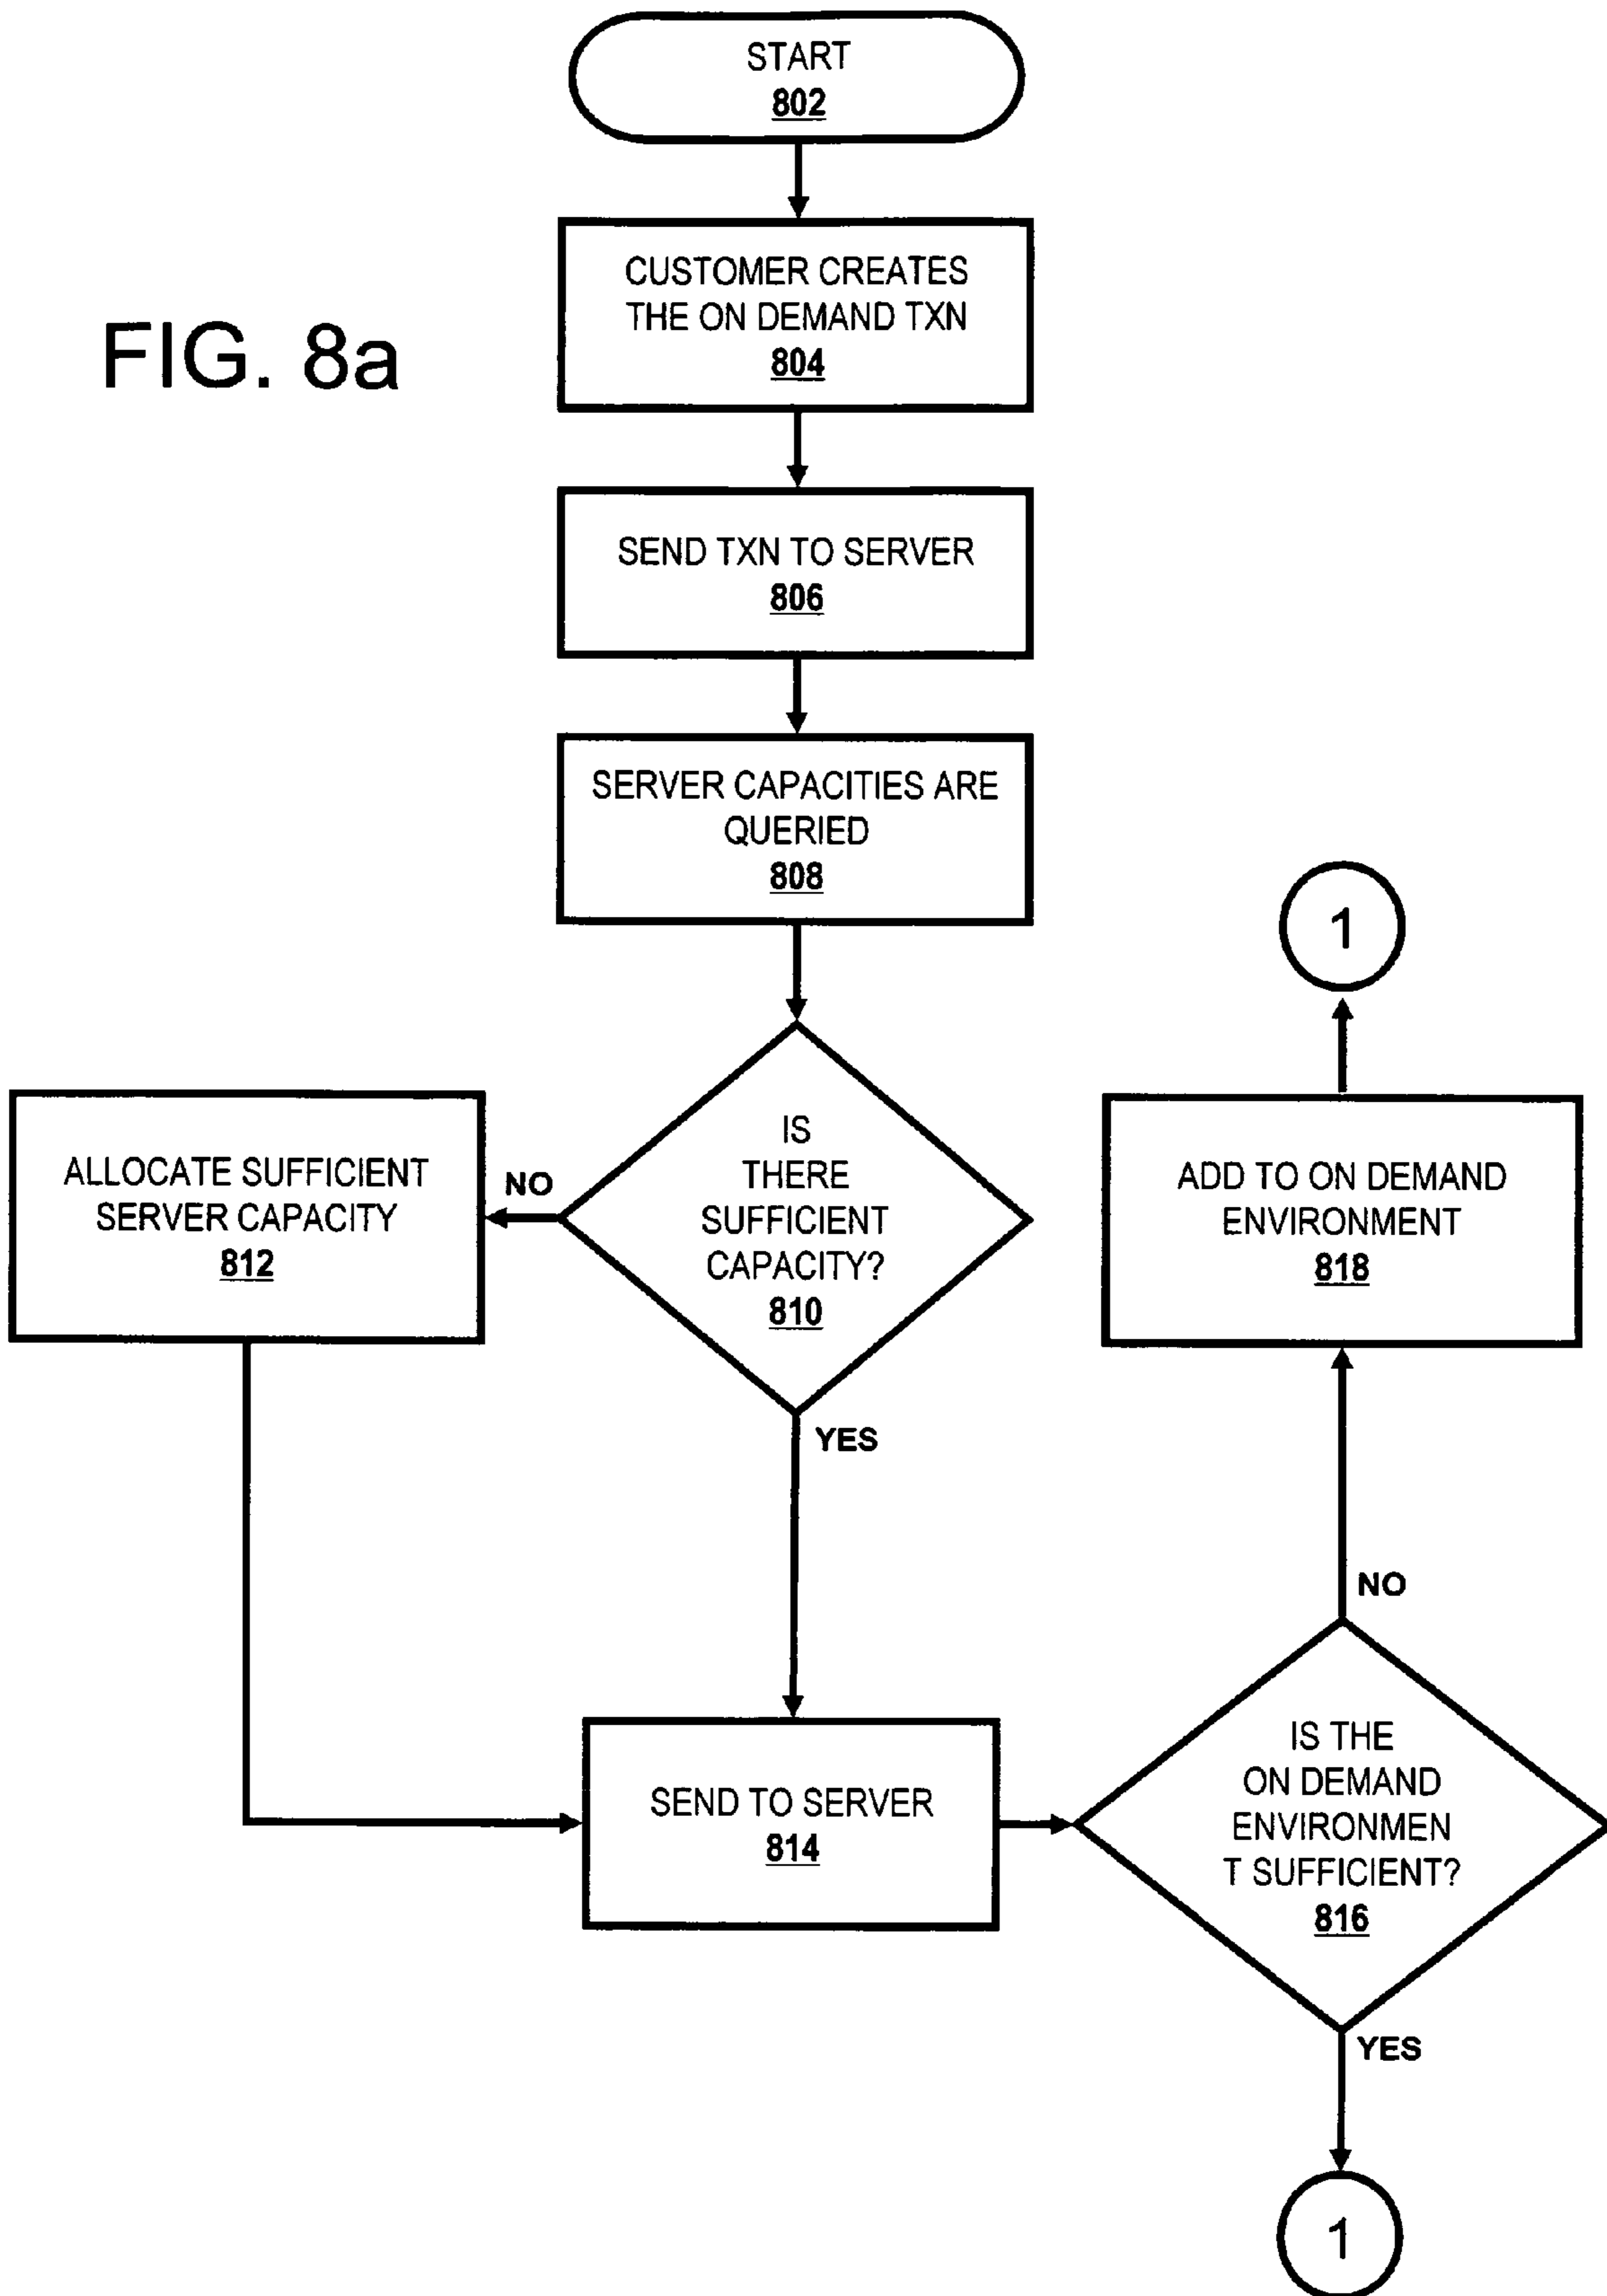 START
802
CUSTOMER CREATES
THE ON DEMAND TXN
804
FIG. 8a
SEND TXN TO SERVER
806
SERVER CAPACITIES ARE
QUERIED
808
1
IS
THERE
SUFFICIENT
CAPACITY?
810
NO
ALLOCATE SUFFICIENT
SERVER CAPACITY
812
ADD TO ON DEMAND
ENVIRONMENT
818
YES
NO
SEND TO SERVER
814
IS THE
ON DEMAND
ENVIRONMEN
T SUFFICIENT?
816
YES
1